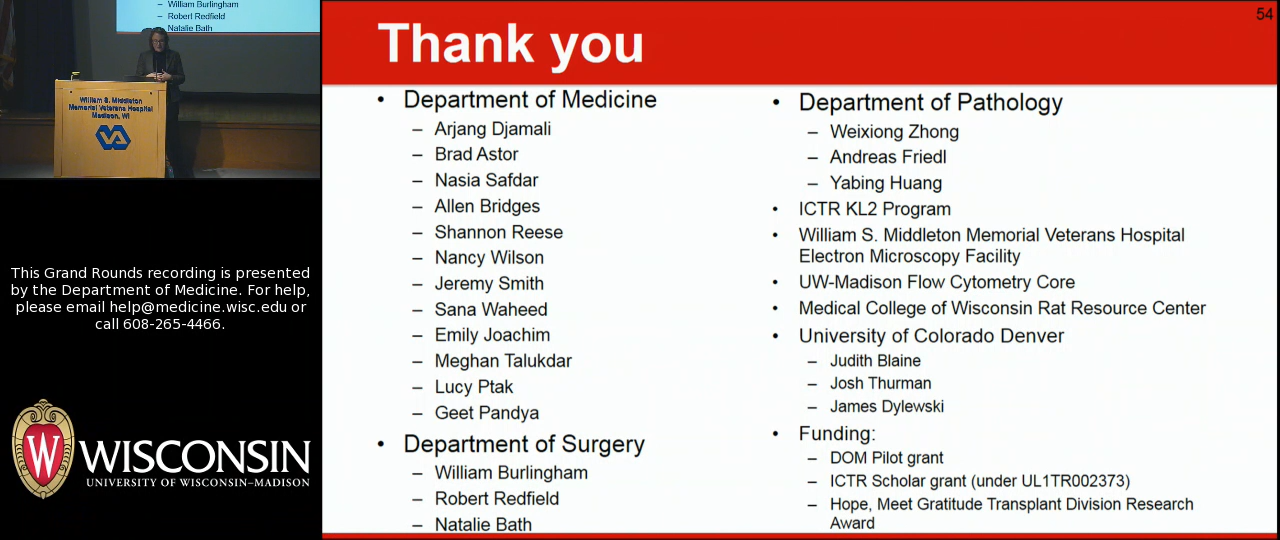 William Burlingham
Robert Redfield
Natalie Bath
William S. Middleton
Memorial Veterans Hospital
Madison, WI
VA
This Grand Rounds recording is presented
by the Department of Medicine. For help,
please email help@medicine.wisc.edu or
call 608-265-4466.
W
WISCONSIN
UNIVERSITY OF WISCONSIN–MADISON
54
Thank you
• Department of Medicine
– Arjang Djamali
– Brad Astor
– Nasia Safdar
– Allen Bridges
– Shannon Reese
– Nancy Wilson
– Jeremy Smith
– Sana Waheed
– Emily Joachim
– Meghan Talukdar
– Lucy Ptak
– Geet Pandya
• Department of Surgery
– William Burlingham
– Robert Redfield
– Natalie Bath
• Department of Pathology
– Weixiong Zhong
– Andreas Friedl
– Yabing Huang
• ICTR KL2 Program
• William S. Middleton Memorial Veterans Hospital
Electron Microscopy Facility
• UW-Madison Flow Cytometry Core
• Medical College of Wisconsin Rat Resource Center
• University of Colorado Denver
– Judith Blaine
– Josh Thurman
– James Dylewski
• Funding:
– DOM Pilot grant
– ICTR Scholar grant (under UL1TR002373)
– Hope, Meet Gratitude Transplant Division Research
Award